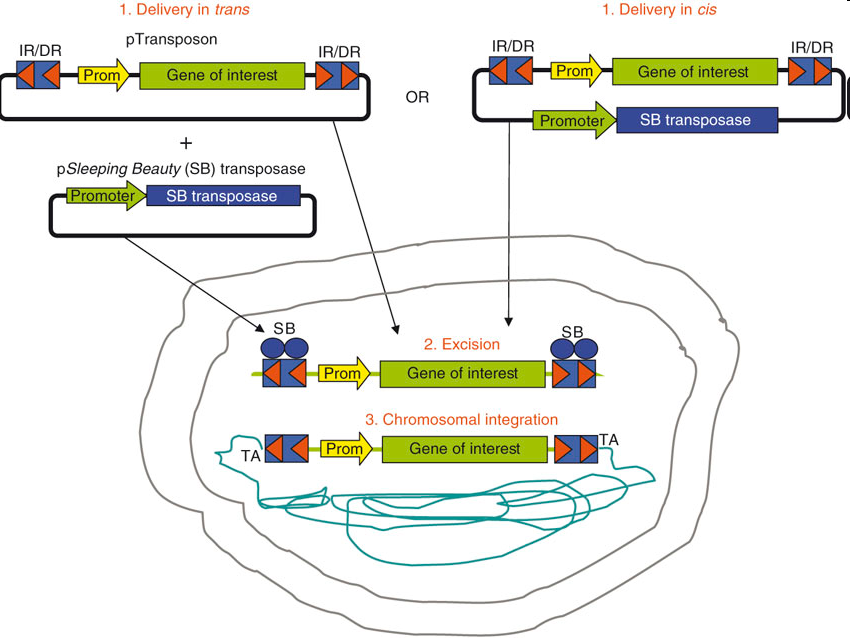 1. Delivery in trans
pTransposon
IR/DR
IR/DR
Prom
Gene of interest
+
pSleeping Beauty (SB) transposase
Promoter
SB transposase
OR
1. Delivery in cis
IR/DR
IR/DR
Prom
Gene of interest
Promoter
SB transposase
SB
SB
2. Excision
Prom
Gene of interest
3. Chromosomal integration
TA
TA
Prom
Gene of interest